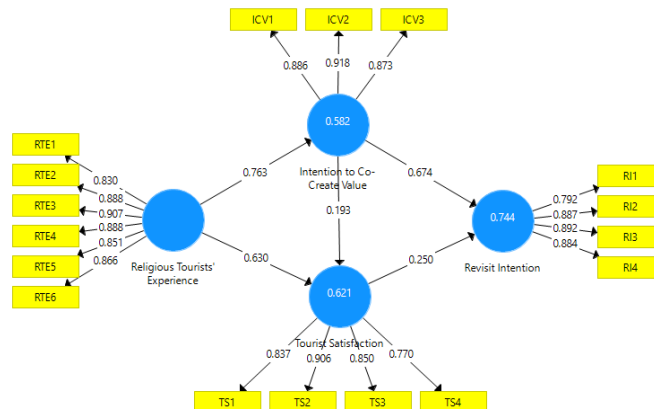 ICV1
ICV2
ICV3
0.886
0.918
0.873
0.582
Intention to Co-
Create Value
RTE1
RTE2
RTE3
RTE4
RTE5
RTE6
0.830
0.888
0.907
0.888
0.851
0.866
Religious Tourists'
Experience
0.763
0.630
0.193
0.674
0.250
0.744
Revisit Intention
0.792
0.887
0.892
0.884
RI1
RI2
RI3
RI4
0.621
Tourist Satisfaction
0.837
0.906
0.850
0.770
TS1
TS2
TS3
TS4